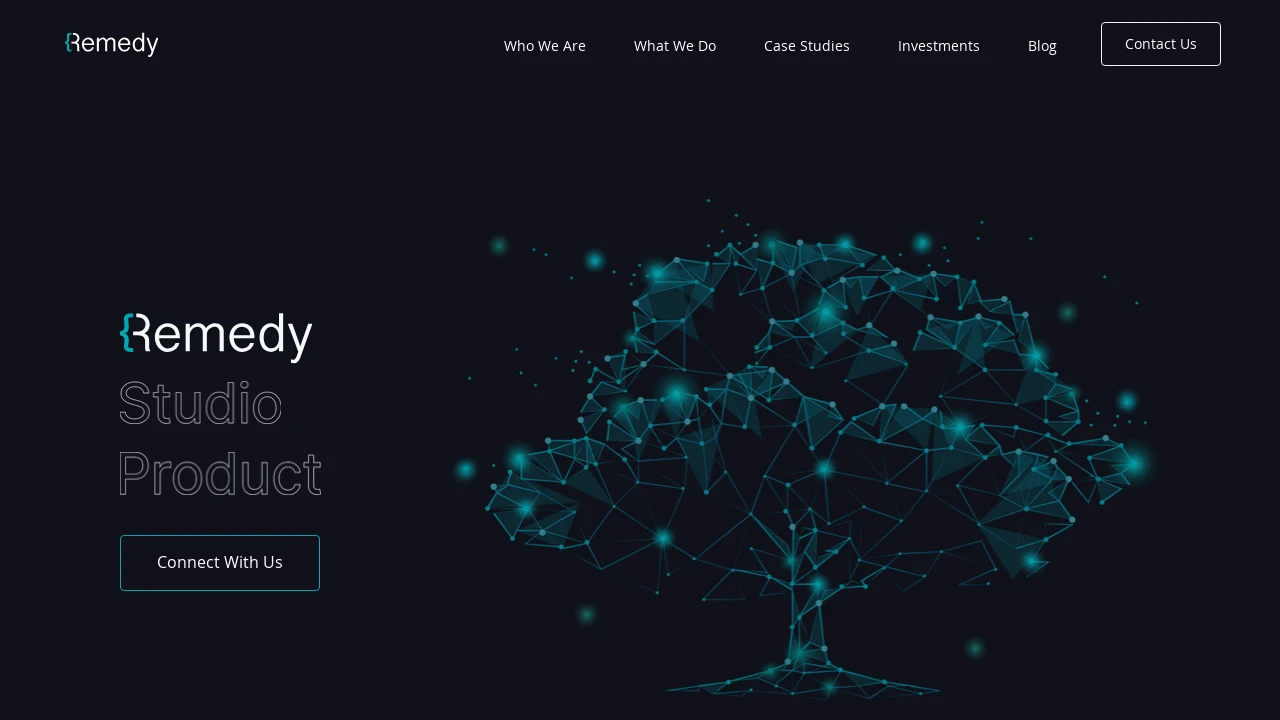 Remedy
Who We Are
What We Do
Case Studies
Investments
Blog
Contact Us
Remedy
Studio
Product
Connect With Us